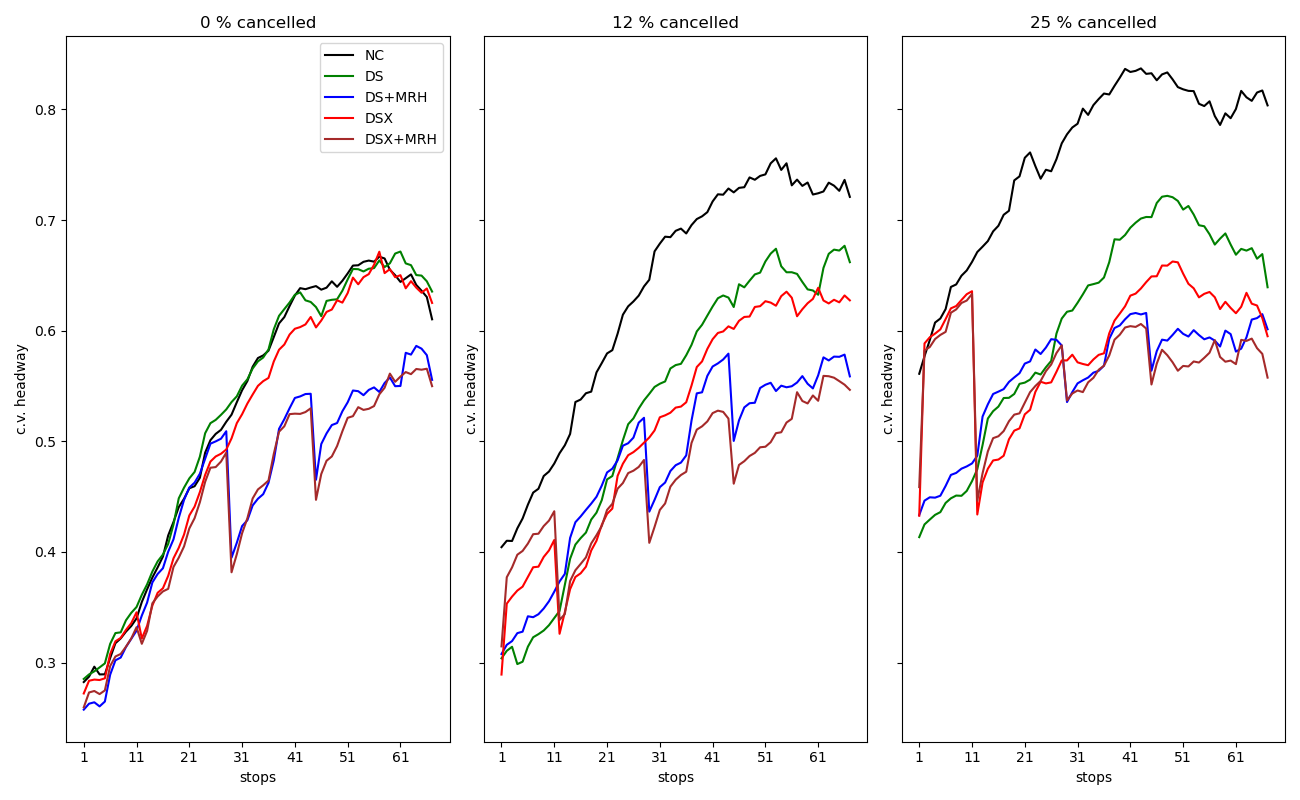 0 % cancelled
12 % cancelled
25 % cancelled
NC
DS
DS+MRH
DSX
DSX+MRH
0.8
0.7
0.6
0.5
0.4
0.3
c.v. headway
c.v. headway
c.v. headway
1 11 21 31 41 51 61
1 11 21 31 41 51 61
1 11 21 31 41 51 61
stops
stops
stops